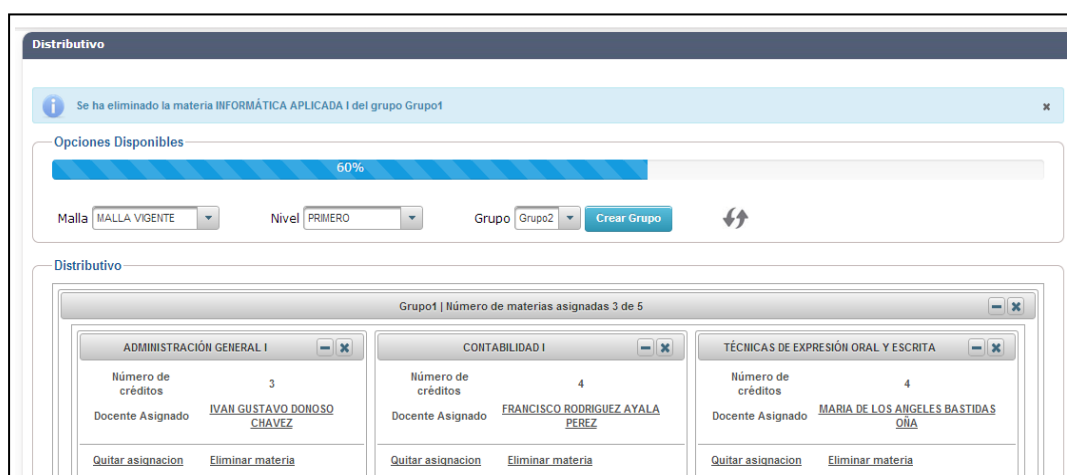 Distributivo
Se ha eliminado la materia INFORMÁTICA APLICADA I del grupo Grupo1
Opciones Disponibles
60%
Malla MALLA VIGENTE Nivel PRIMERO Grupo Grupo2 Crear Grupo
Distributivo
Grupo1 | Número de materias asignadas 3 de 5
ADMINISTRACIÓN GENERAL I CONTABILIDAD I TÉCNICAS DE EXPRESIÓN ORAL Y ESCRITA
Número de créditos 3 Número de créditos 4 Número de créditos 4
Docente Asignado IVAN GUSTAVO DONOSO CHAVEZ Docente Asignado FRANCISCO RODRIGUEZ AYALA PEREZ Docente Asignado MARIA DE LOS ANGELES BASTIDAS OÑA
Quitar asignacion Eliminar materia Quitar asignacion Eliminar materia Quitar asignacion Eliminar materia